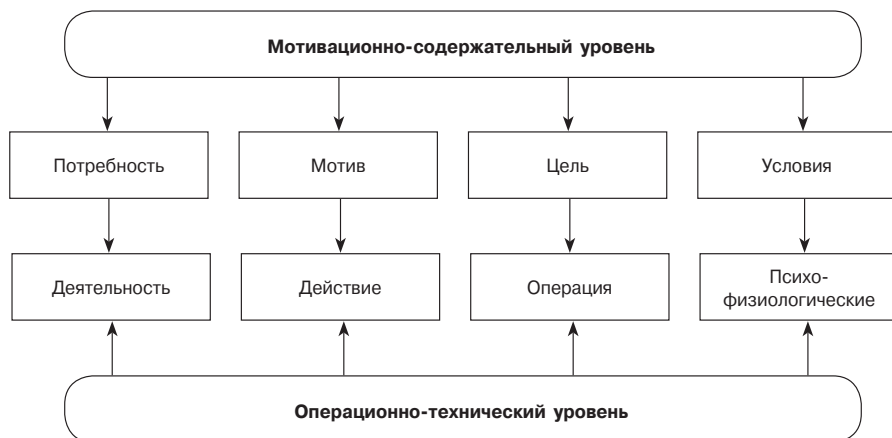 Мотивационно-содержательный уровень
Потребность
Мотив
Цель
Условия
Деятельность
Действие
Операция
Психо-
физиологические
Операционно-технический уровень